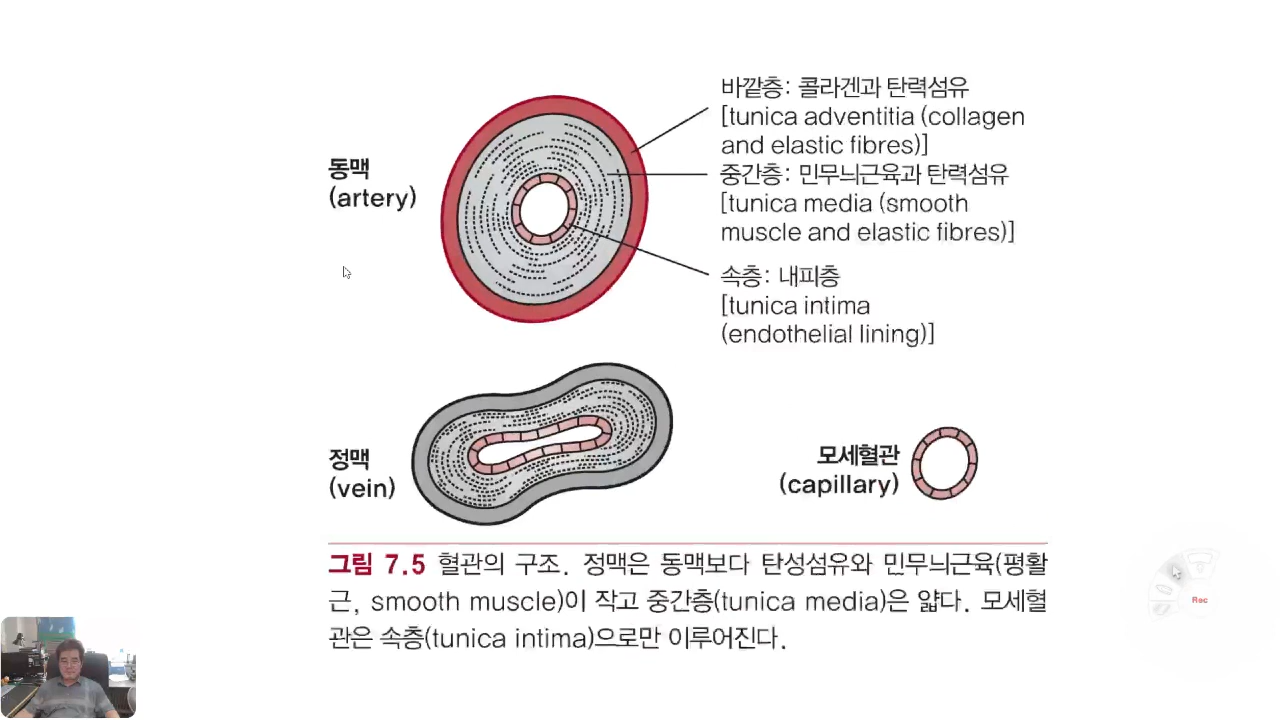 바깥층: 콜라겐과 탄력섬유
[tunica adventitia (collagen
and elastic fibres)]
동맥
(artery)
중간층: 민무늬근육과 탄력섬유
[tunica media (smooth
muscle and elastic fibres)]
속층: 내피층
[tunica intima
(endothelial lining)]
정맥
(vein)
모세혈관
(capillary)
그림 7.5 혈관의 구조. 정맥은 동맥보다 탄성섬유와 민무늬근육(평활
근, smooth muscle)이 작고 중간층(tunica media)은 얇다. 모세혈
관은 속층(tunica intima)으로만 이루어진다.
Rec